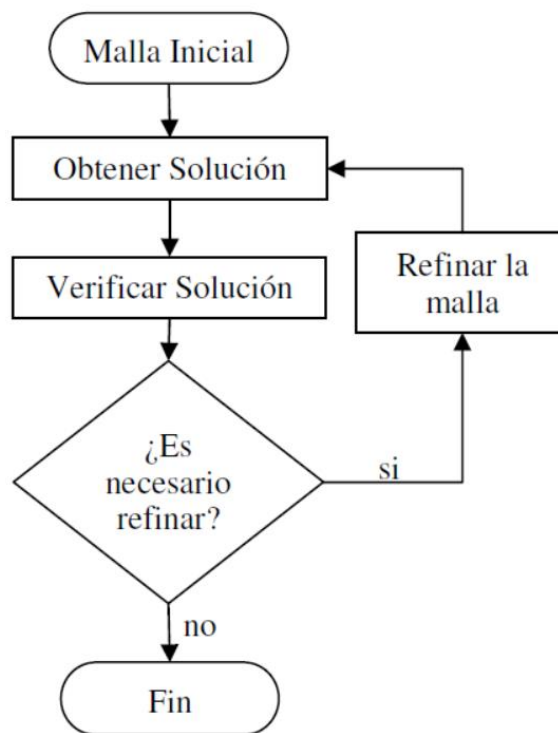 Malla Inicial
Obtener Solución
Verificar Solución
Refinar la
malla
¿Es
necesario
refinar?
si
no
Fin